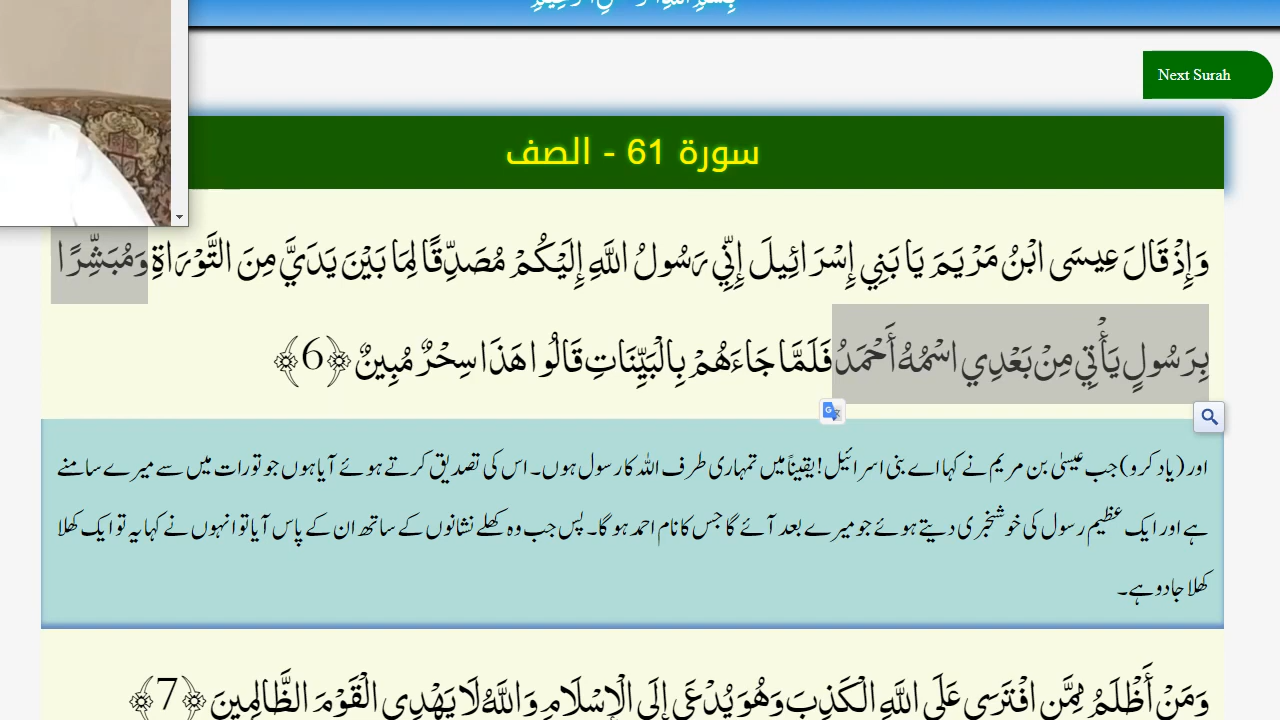 Next Surah
سورة 61 - الصف
وَإِذْ قَالَ عِيسَى ابْنُ مَرْيَمَ يَا بَنِي إِسْرَائِيلَ إِنِّي رَسُولُ اللَّهِ إِلَيْكُمْ مُصَدِّقًا لِمَا بَيْنَ يَدَيَّ مِنَ التَّوْرَاةِ وَمُبَشِّرًا
بِرَسُولٍ يَأْتِي مِنْ بَعْدِي اسْمُهُ أَحْمَدُ فَلَمَّا جَاءَهُمْ بِالْبَيِّنَاتِ قَالُوا هَذَا سِحْرٌ مُبِينٌ ﴿6﴾
اور (یاد کرو) جب عیسیٰ بن مریم نے کہا اے بنی اسرائیل! یقیناً میں تمہاری طرف اللہ کا رسول ہوں۔ اس کی تصدیق کرتے ہوئے آیا ہوں جو تورات میں سے میرے سامنے
ہے اور ایک عظیم رسول کی خوشخبری دیتے ہوئے جو میرے بعد آئے گا جس کا نام احمد ہو گا۔ پس جب وہ کھلے نشانوں کے ساتھ ان کے پاس آیا تو انہوں نے کہا یہ تو ایک کھلا
کھلا جادو ہے۔
وَمَنْ أَظْلَمُ مِمَّنِ افْتَرَى عَلَى اللَّهِ الْكَذِبَ وَهُوَ يُدْعَى إِلَى الْإِسْلَامِ وَاللَّهُ لَا يَهْدِي الْقَوْمَ الظَّالِمِينَ ﴿7﴾